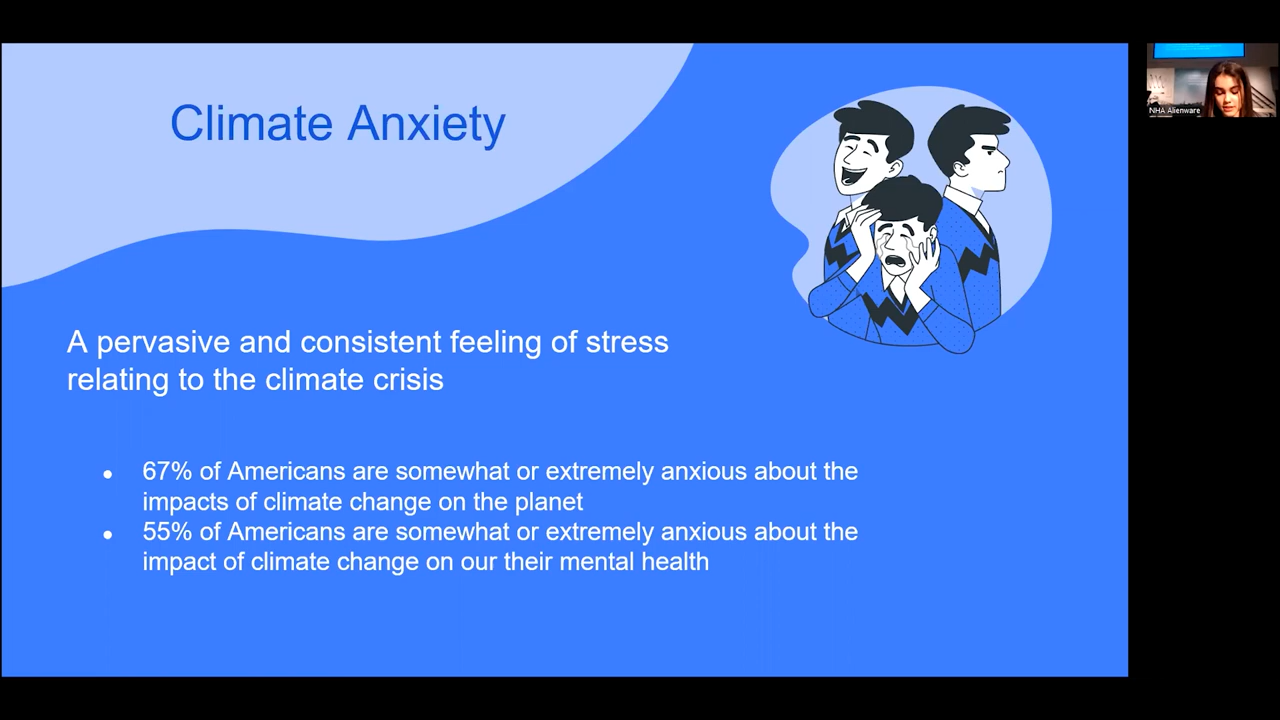 Climate Anxiety
NHA Alienware
A pervasive and consistent feeling of stress
relating to the climate crisis
● 67% of Americans are somewhat or extremely anxious about the
impacts of climate change on the planet
● 55% of Americans are somewhat or extremely anxious about the
impact of climate change on our their mental health